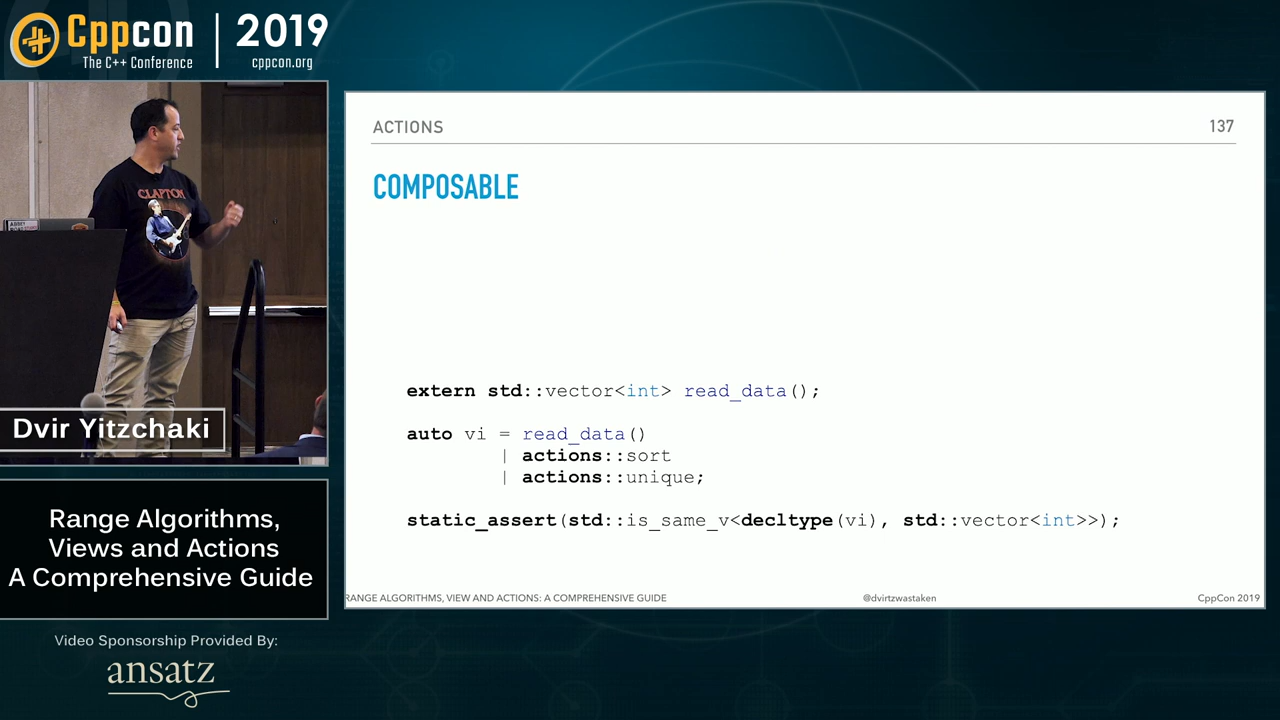 Cppcon
The C++ Conference
2019
cppcon.org
CLAPTON
Dvir Yitzchaki
Range Algorithms,
Views and Actions
A Comprehensive Guide
Video Sponsorship Provided By:
ansatz
ACTIONS
137
COMPOSABLE
extern std::vector<int> read_data();
auto vi = read_data()
| actions::sort
| actions::unique;
static_assert(std::is_same_v<decltype(vi), std::vector<int>>);
RANGE ALGORITHMS, VIEW AND ACTIONS: A COMPREHENSIVE GUIDE
@dvirtzwastaken
CppCon 2019